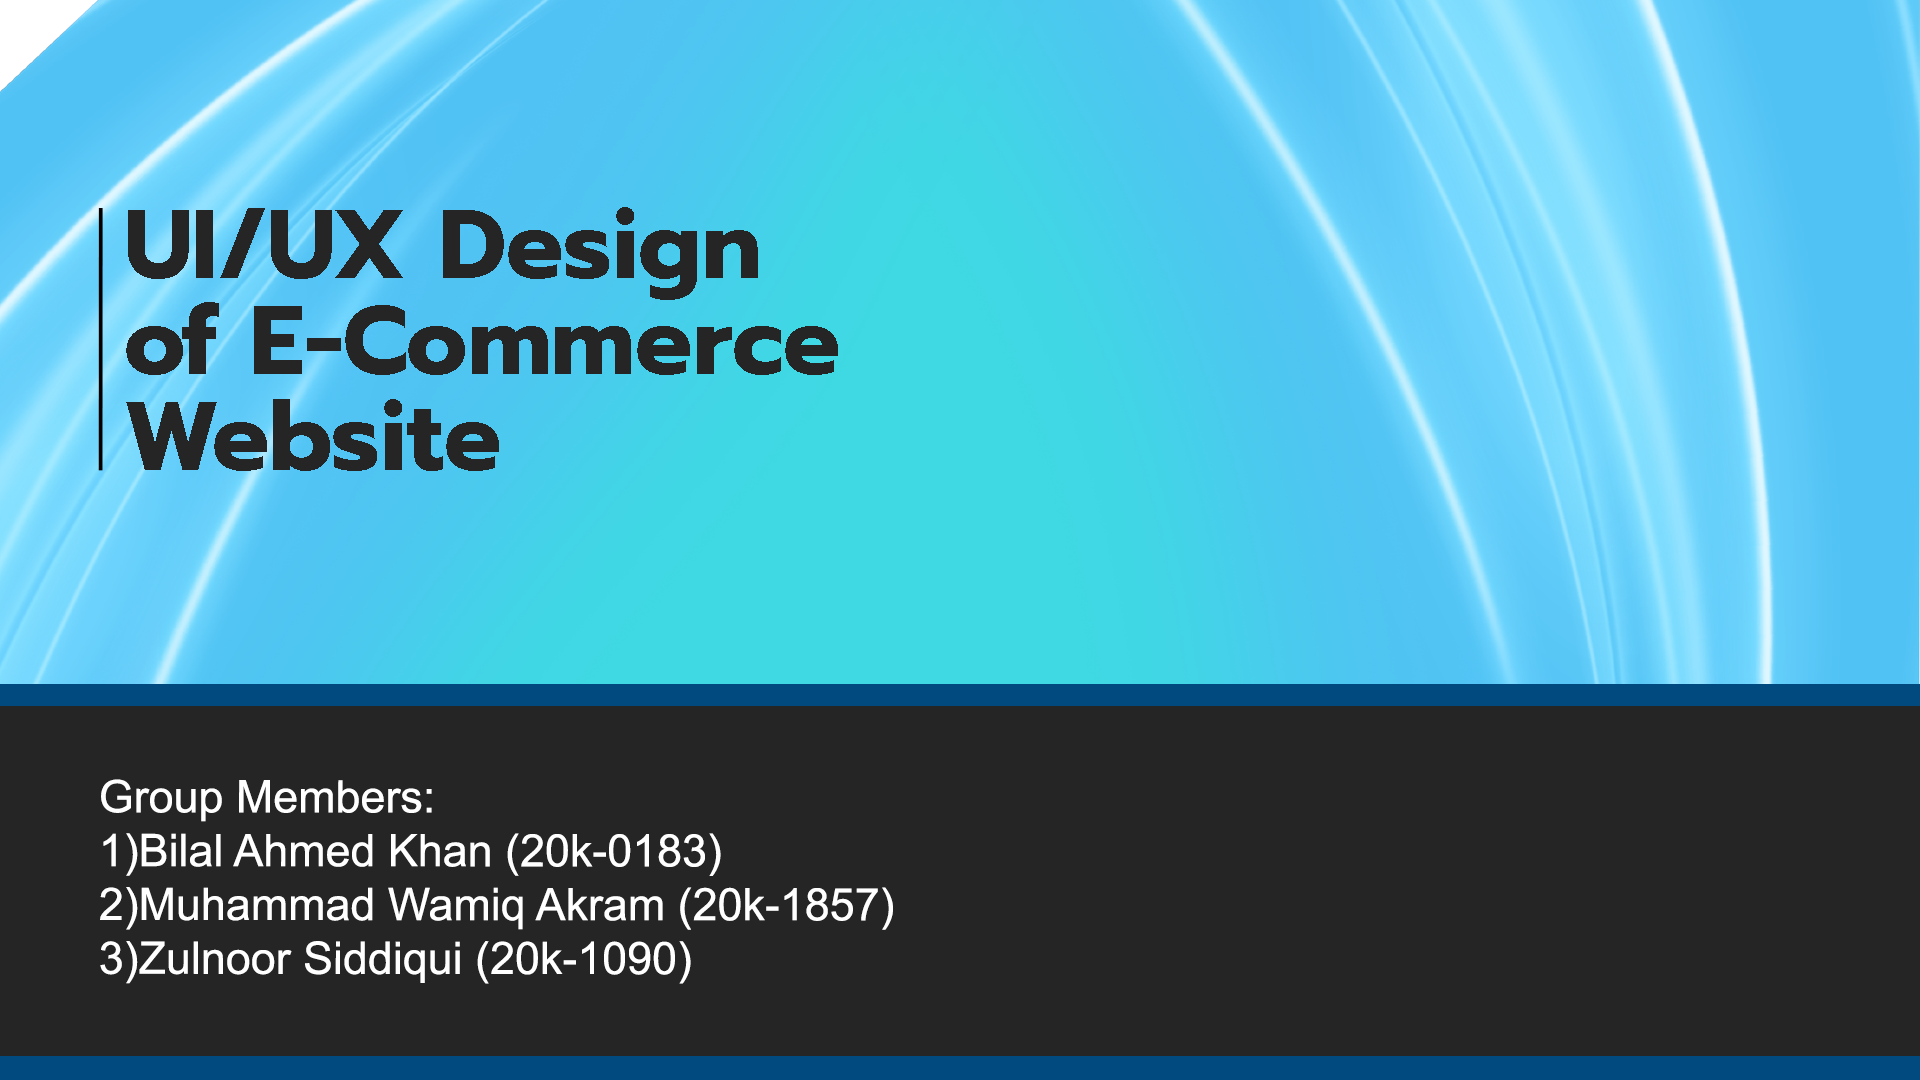 UI/UX Design
of E-Commerce
Website
Group Members:
1)Bilal Ahmed Khan (20k-0183)
2)Muhammad Wamiq Akram (20k-1857)
3)Zulnoor Siddiqui (20k-1090)